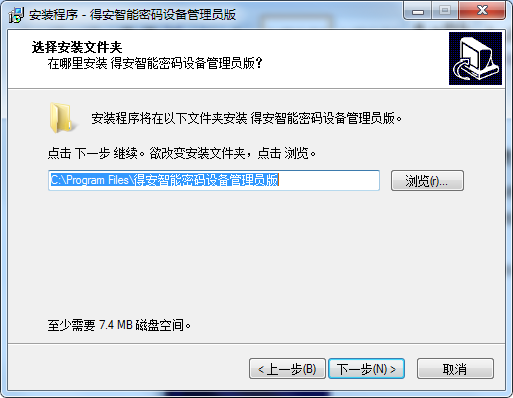 安装程序 - 得安智能密码设备管理员版
选择安装文件夹
在哪里安装 得安智能密码设备管理员版？
安装程序将在以下文件夹安装 得安智能密码设备管理员版。
点击 下一步 继续。欲改变安装文件夹，点击 浏览。
C:\Program Files\得安智能密码设备管理员版
浏览(r)...
至少需要 7.4 MB 磁盘空间。
< 上一步(B)
下一步(N) >
取消